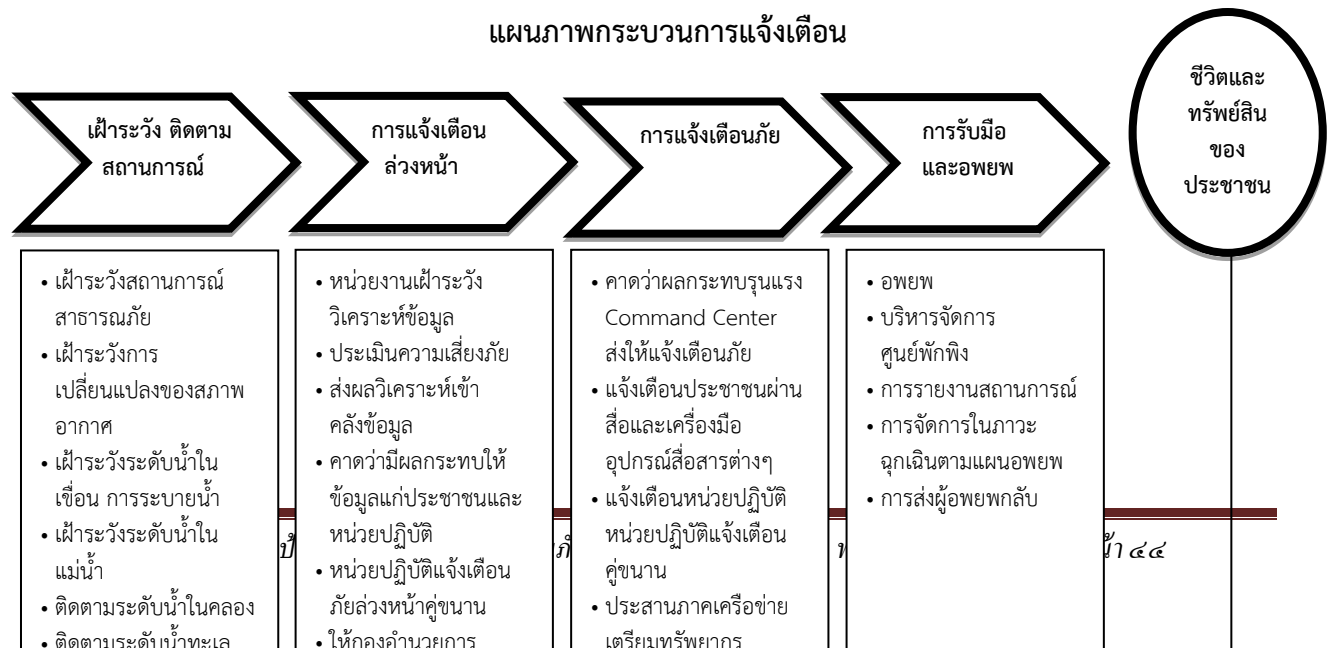 แผนภาพกระบวนการแจ้งเตือน
เฝ้าระวัง ติดตาม
สถานการณ์
การแจ้งเตือน
ล่วงหน้า
การแจ้งเตือนภัย
การรับมือ
และอพยพ
ชีวิตและ
ทรัพย์สิน
ของ
ประชาชน
• เฝ้าระวังสถานการณ์
สาธารณภัย
• เฝ้าระวังการ
เปลี่ยนแปลงของสภาพ
อากาศ
• เฝ้าระวังระดับน้ำใน
เขื่อน การระบายน้ำ
• เฝ้าระวังระดับน้ำใน
แม่น้ำ
• ติดตามระดับน้ำในคลอง
• ติดตามระดับน้ำทะเล
• หน่วยงานเฝ้าระวัง
วิเคราะห์ข้อมูล
• ประเมินความเสี่ยงภัย
• ส่งผลวิเคราะห์เข้า
คลังข้อมูล
• คาดว่ามีผลกระทบให้
ข้อมูลแก่ประชาชนและ
หน่วยปฏิบัติ
• หน่วยปฏิบัติแจ้งเตือน
ภัยล่วงหน้าคู่ขนาน
• ให้กองอำนวยการ
• คาดว่าผลกระทบรุนแรง
Command Center
ส่งให้แจ้งเตือนภัย
• แจ้งเตือนประชาชนผ่าน
สื่อและเครื่องมือ
อุปกรณ์สื่อสารต่างๆ
• แจ้งเตือนหน่วยปฏิบัติ
หน่วยปฏิบัติแจ้งเตือน
คู่ขนาน
• ประสานภาคเครือข่าย
เตรียมทรัพยากร
• อพยพ
• บริหารจัดการ
ศูนย์พักพิง
• การรายงานสถานการณ์
• การจัดการในภาวะ
ฉุกเฉินตามแผนอพยพ
• การส่งผู้อพยพกลับ
๔๔